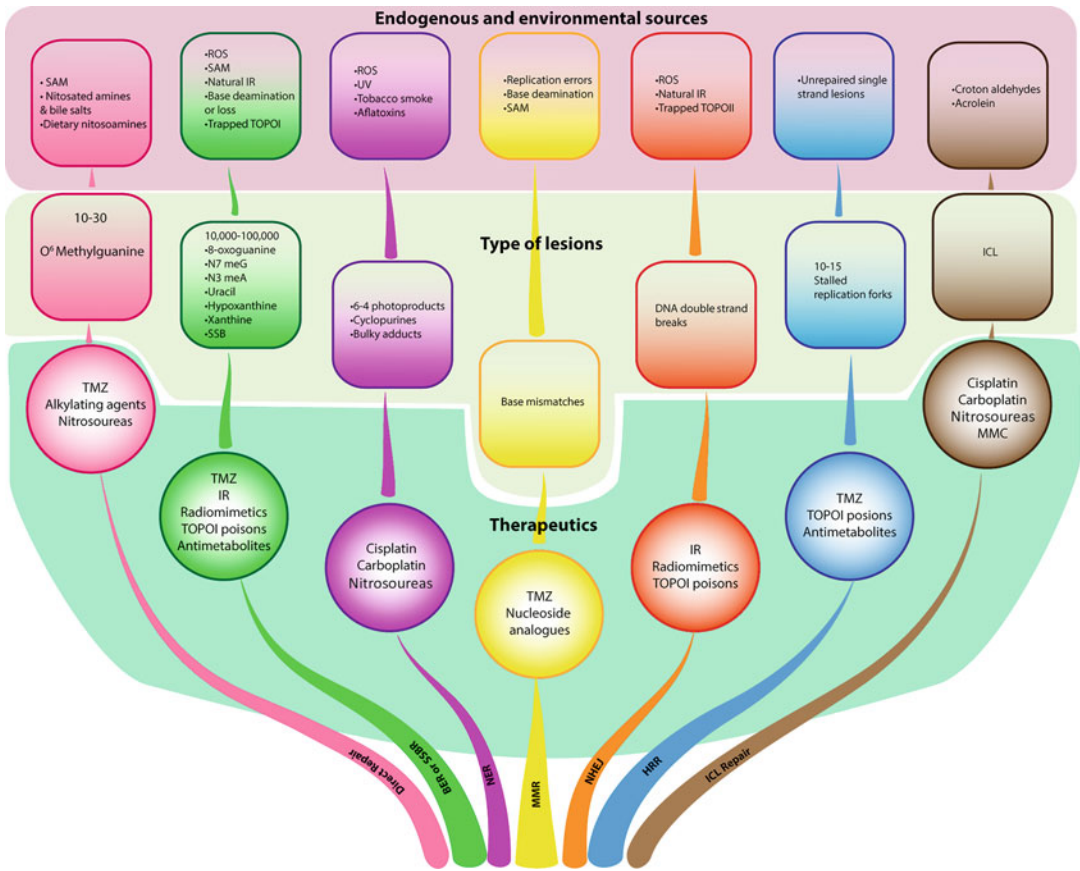 Endogenous and environmental sources
• SAM
• Nitosated amines
& bile salts
•Dietary nitosoamines
•ROS
•SAM
•Natural IR
•Base deamination
or loss
•Trapped TOPOI
•ROS
•UV
•Tobacco smoke
•Aflatoxins
•Replication errors
•Base deamination
•SAM
•ROS
•Natural IR
•Trapped TOPOII
•Unrepaired single
strand lesions
•Croton aldehydes
•Acrolein
Type of lesions
10-30
O⁶ Methylguanine
10,000-100,000
•8-oxoguanine
•N7 meG
•N3 meA
•Uracil
•Hypoxanthine
•Xanthine
•SSB
•6-4 photoproducts
•Cyclopurines
•Bulky adducts
Base mismatches
DNA double strand
breaks
10-15
Stalled
replication forks
ICL
Therapeutics
TMZ
Alkylating agents
Nitrosoureas
TMZ
IR
Radiomimetics
TOPOI poisons
Antimetabolites
Cisplatin
Carboplatin
Nitrosoureas
TMZ
Nucleoside
analogues
IR
Radiomimetics
TOPOI poisons
TMZ
TOPOI posions
Antimetabolites
Cisplatin
Carboplatin
Nitrosoureas
MMC
Direct Repair
BER or SSBR
NER
MMR
NHEJ
HRR
ICL Repair